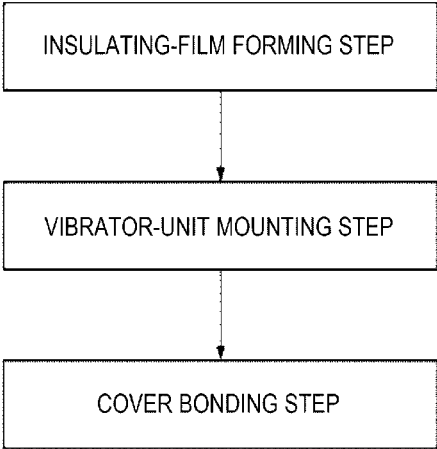 INSULATING-FILM FORMING STEP
VIBRATOR-UNIT MOUNTING STEP
COVER BONDING STEP